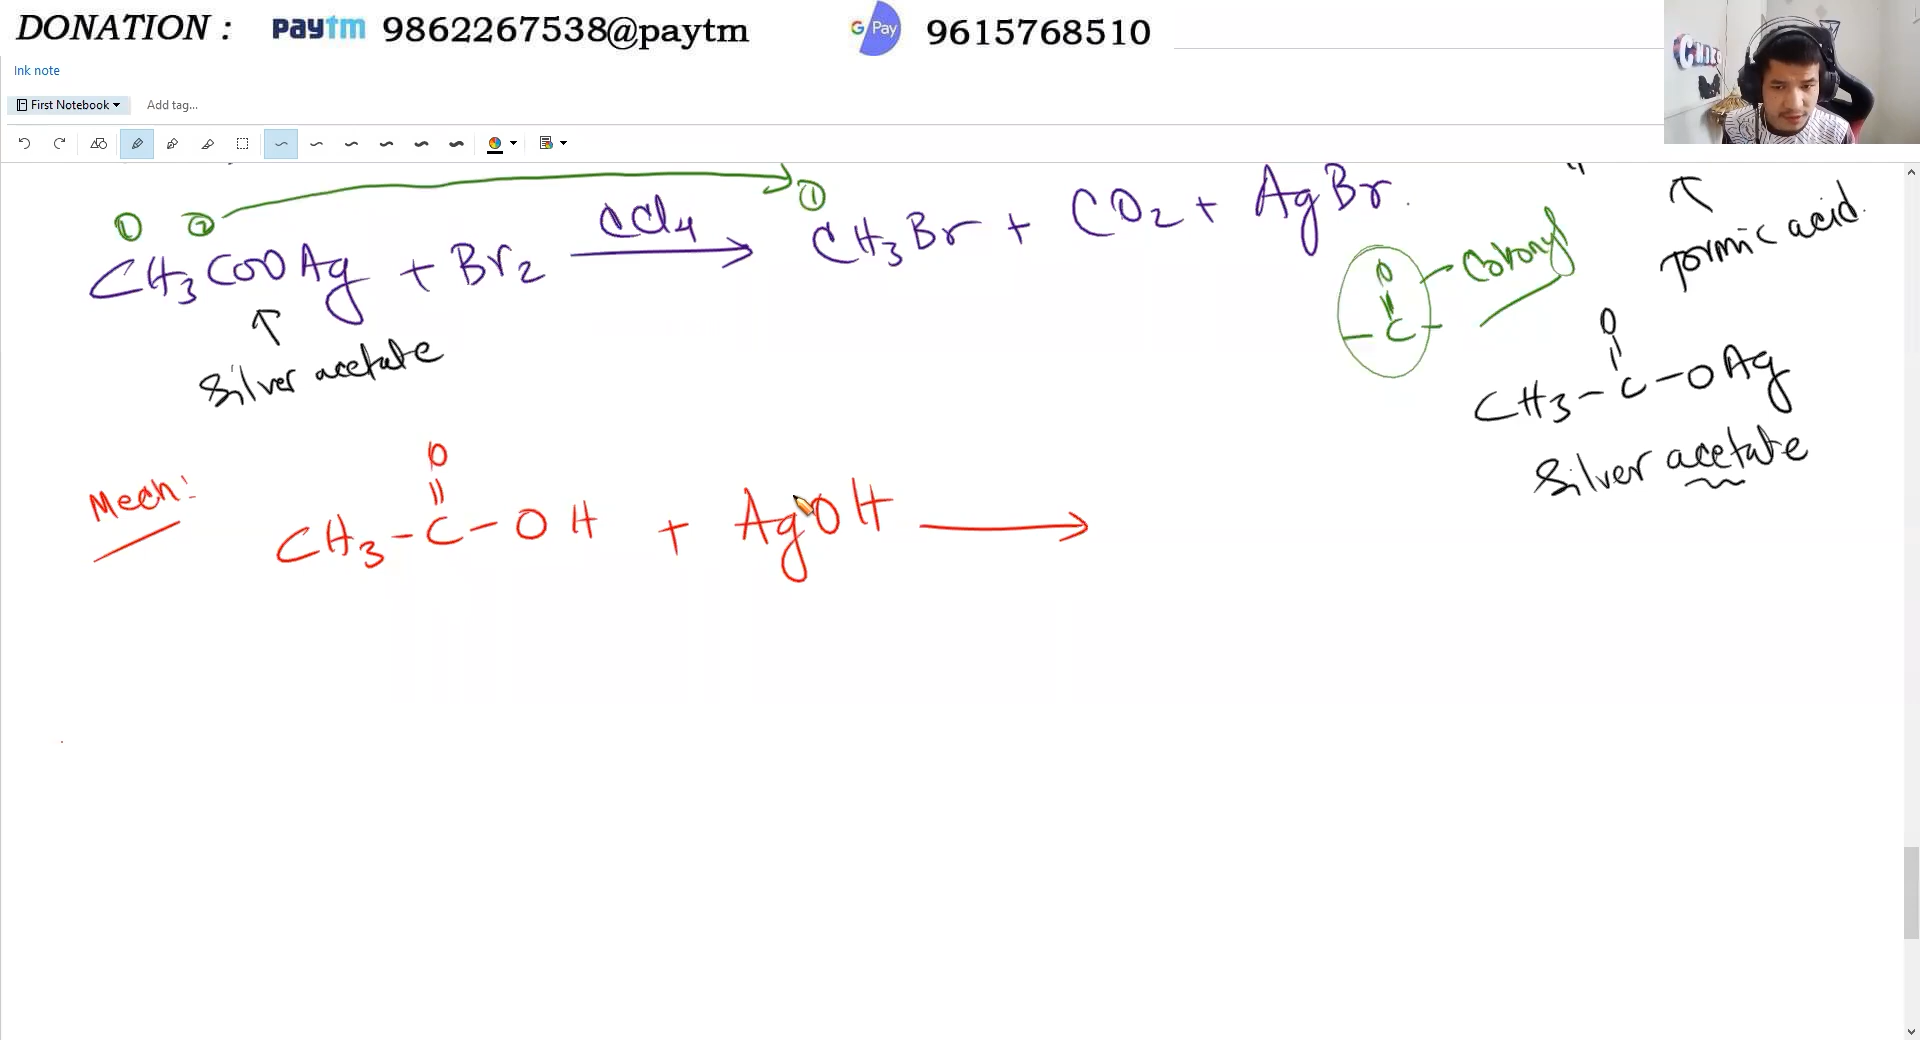 DONATION : paytm 9862267538@paytm G Pay 9615768510
Ink note
First Notebook Add tag...
① ② ①
CH3COOAg + Br2 CCl4 → CH3Br + CO2 + AgBr.
↑
Silver acetate
O
||
– C –
↑
formic acid.
O
||
CH3 – C – OAg
Silver acetate
Mech:
O
||
CH3 – C – OH + AgOH →